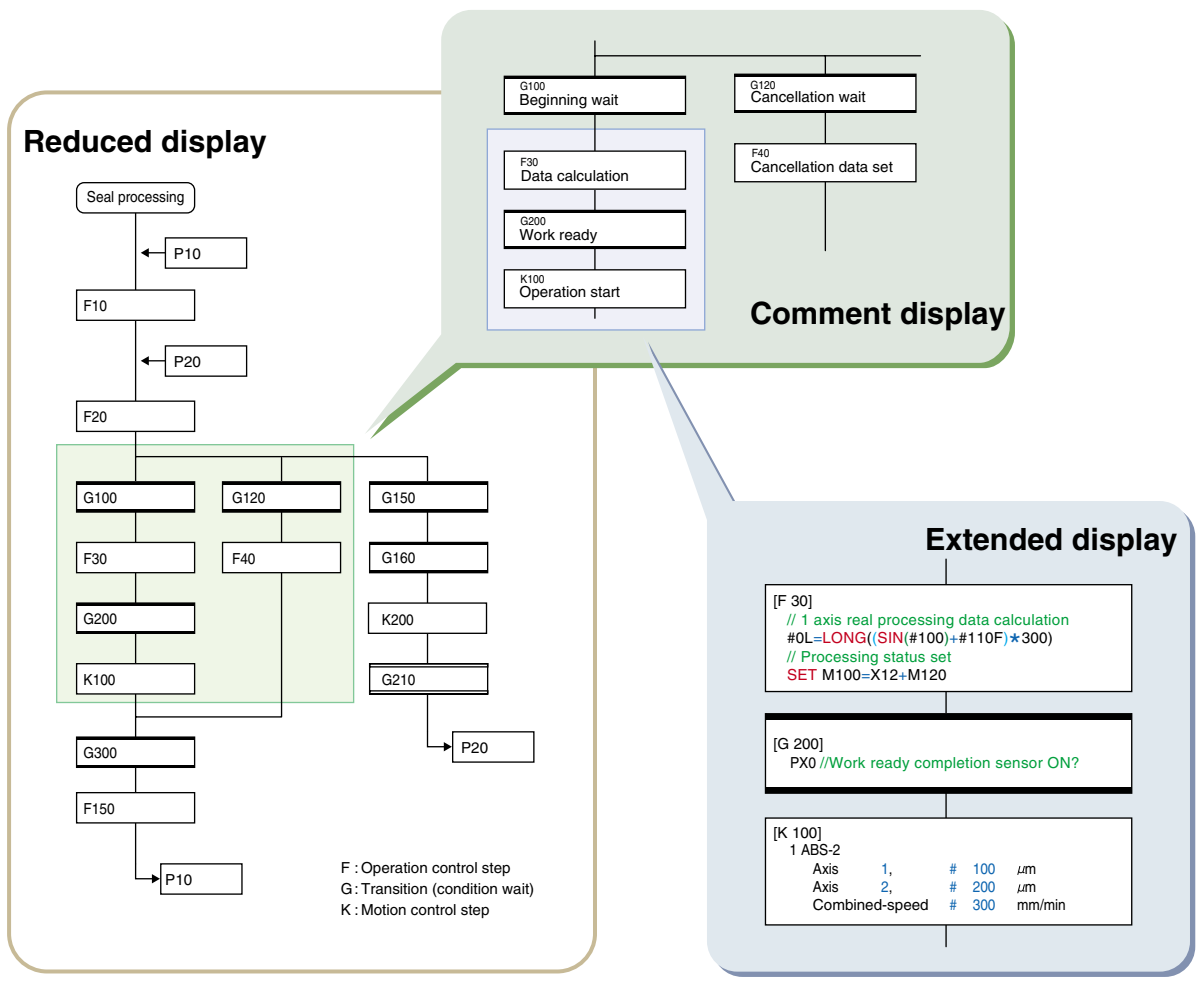 Reduced display
Seal processing
P10
F10
P20
F20
G100
G120
G150
F30
F40
G160
G200
K200
K100
G210
G300
P20
F150
P10
F : Operation control step
G : Transition (condition wait)
K : Motion control step
G100
Beginning wait
G120
Cancellation wait
F30
Data calculation
F40
Cancellation data set
G200
Work ready
K100
Operation start
Comment display
Extended display
[F 30]
// 1 axis real processing data calculation
#0L=LONG((SIN(#100)+#110F)*300)
// Processing status set
SET M100=X12+M120
[G 200]
PX0 //Work ready completion sensor ON?
[K 100]
1 ABS-2
Axis 1, # 100 μm
Axis 2, # 200 μm
Combined-speed # 300 mm/min